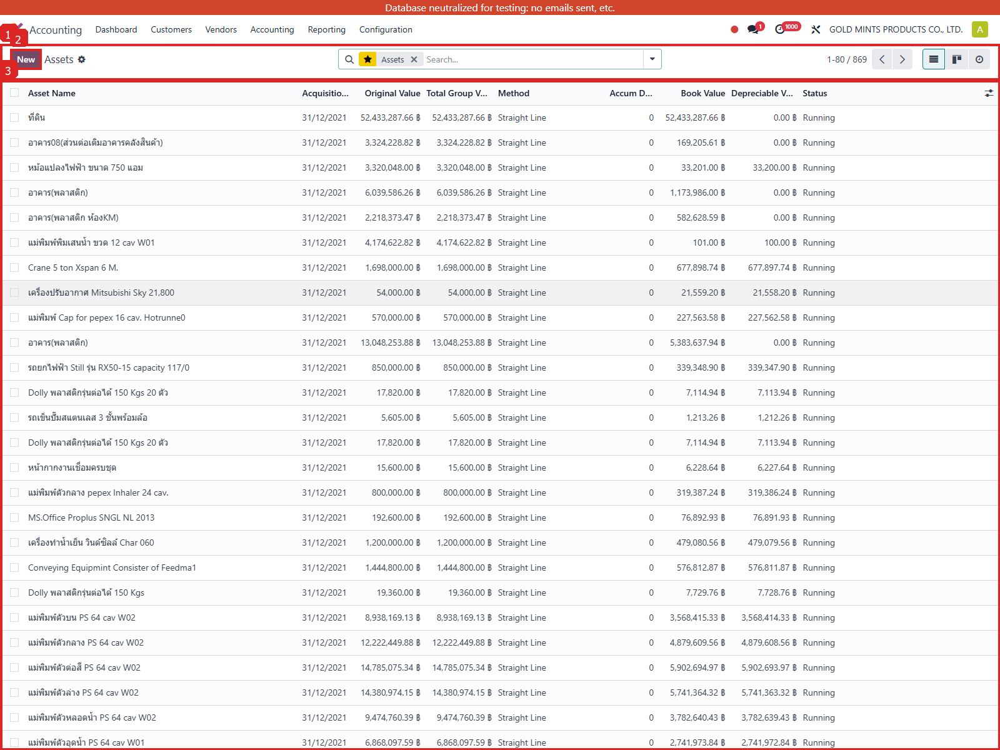 Database neutralized for testing: no emails sent, etc.
1 2 Accounting Dashboard Customers Vendors Accounting Reporting Configuration 1 1000 GOLD MINTS PRODUCTS CO., LTD. A
3 New Assets Assets Search... 1-80 / 869
Asset Name Acquisitio... Original Value Total Group V... Method Accum D... Book Value Depreciable V... Status
ที่ดิน 31/12/2021 52,433,287.66 ฿ 52,433,287.66 ฿ Straight Line 0 52,433,287.66 ฿ 0.00 ฿ Running
อาคาร08(ส่วนต่อเติมอาคารคลังสินค้า) 31/12/2021 3,324,228.82 ฿ 3,324,228.82 ฿ Straight Line 0 169,205.61 ฿ 0.00 ฿ Running
หม้อแปลงไฟฟ้า ขนาด 750 แอม 31/12/2021 3,320,048.00 ฿ 3,320,048.00 ฿ Straight Line 0 33,201.00 ฿ 33,200.00 ฿ Running
อาคาร(พลาสติก) 31/12/2021 6,039,586.26 ฿ 6,039,586.26 ฿ Straight Line 0 1,173,986.00 ฿ 0.00 ฿ Running
อาคาร(พลาสติก ห้องKM) 31/12/2021 2,218,373.47 ฿ 2,218,373.47 ฿ Straight Line 0 582,628.59 ฿ 0.00 ฿ Running
แม่พิมพ์พิมเสนน้ำ ขวด 12 cav W01 31/12/2021 4,174,622.82 ฿ 4,174,622.82 ฿ Straight Line 0 101.00 ฿ 100.00 ฿ Running
Crane 5 ton Xspan 6 M. 31/12/2021 1,698,000.00 ฿ 1,698,000.00 ฿ Straight Line 0 677,898.74 ฿ 677,897.74 ฿ Running
เครื่องปรับอากาศ Mitsubishi Sky 21,800 31/12/2021 54,000.00 ฿ 54,000.00 ฿ Straight Line 0 21,559.20 ฿ 21,558.20 ฿ Running
แม่พิมพ์ Cap for pepex 16 cav. Hotrunne0 31/12/2021 570,000.00 ฿ 570,000.00 ฿ Straight Line 0 227,563.58 ฿ 227,562.58 ฿ Running
อาคาร(พลาสติก) 31/12/2021 13,048,253.88 ฿ 13,048,253.88 ฿ Straight Line 0 5,383,637.94 ฿ 0.00 ฿ Running
รถยกไฟฟ้า Still รุ่น RX50-15 capacity 117/0 31/12/2021 850,000.00 ฿ 850,000.00 ฿ Straight Line 0 339,348.90 ฿ 339,347.90 ฿ Running
Dolly พลาสติกรุ่นต่อได้ 150 Kgs 20 ตัว 31/12/2021 17,820.00 ฿ 17,820.00 ฿ Straight Line 0 7,114.94 ฿ 7,113.94 ฿ Running
รถเข็นปั๊มสแตนเลส 3 ชั้นพร้อมล้อ 31/12/2021 5,605.00 ฿ 5,605.00 ฿ Straight Line 0 1,213.26 ฿ 1,212.26 ฿ Running
Dolly พลาสติกรุ่นต่อได้ 150 Kgs 20 ตัว 31/12/2021 17,820.00 ฿ 17,820.00 ฿ Straight Line 0 7,114.94 ฿ 7,113.94 ฿ Running
หน้ากากงานเชื่อมครบชุด 31/12/2021 15,600.00 ฿ 15,600.00 ฿ Straight Line 0 6,228.64 ฿ 6,227.64 ฿ Running
แม่พิมพ์ตัวกลาง pepex Inhaler 24 cav. 31/12/2021 800,000.00 ฿ 800,000.00 ฿ Straight Line 0 319,387.24 ฿ 319,386.24 ฿ Running
MS.Office Proplus SNGL NL 2013 31/12/2021 192,600.00 ฿ 192,600.00 ฿ Straight Line 0 76,892.93 ฿ 76,891.93 ฿ Running
เครื่องทำน้ำเย็น วินด์ซิลล์ Char 060 31/12/2021 1,200,000.00 ฿ 1,200,000.00 ฿ Straight Line 0 479,080.56 ฿ 479,079.56 ฿ Running
Conveying Equipmint Consister of Feedma1 31/12/2021 1,444,800.00 ฿ 1,444,800.00 ฿ Straight Line 0 576,812.87 ฿ 576,811.87 ฿ Running
Dolly พลาสติกรุ่นต่อได้ 150 Kgs 31/12/2021 19,360.00 ฿ 19,360.00 ฿ Straight Line 0 7,729.76 ฿ 7,728.76 ฿ Running
แม่พิมพ์ตัวบน PS 64 cav W02 31/12/2021 8,938,169.13 ฿ 8,938,169.13 ฿ Straight Line 0 3,568,415.33 ฿ 3,568,414.33 ฿ Running
แม่พิมพ์ตัวกลาง PS 64 cav W02 31/12/2021 12,222,449.88 ฿ 12,222,449.88 ฿ Straight Line 0 4,879,609.56 ฿ 4,879,608.56 ฿ Running
แม่พิมพ์ตัวต่อสี PS 64 cav W02 31/12/2021 14,785,075.34 ฿ 14,785,075.34 ฿ Straight Line 0 5,902,694.97 ฿ 5,902,693.97 ฿ Running
แม่พิมพ์ตัวล่าง PS 64 cav W02 31/12/2021 14,380,974.15 ฿ 14,380,974.15 ฿ Straight Line 0 5,741,364.32 ฿ 5,741,363.32 ฿ Running
แม่พิมพ์ตัวหลอดน้ำ PS 64 cav W02 31/12/2021 9,474,760.39 ฿ 9,474,760.39 ฿ Straight Line 0 3,782,640.43 ฿ 3,782,639.43 ฿ Running
แม่พิมพ์ตัวอุดน้ำ PS 64 cav W01 31/12/2021 6,868,097.59 ฿ 6,868,097.59 ฿ Straight Line 0 2,741,973.84 ฿ 2,741,972.84 ฿ Running